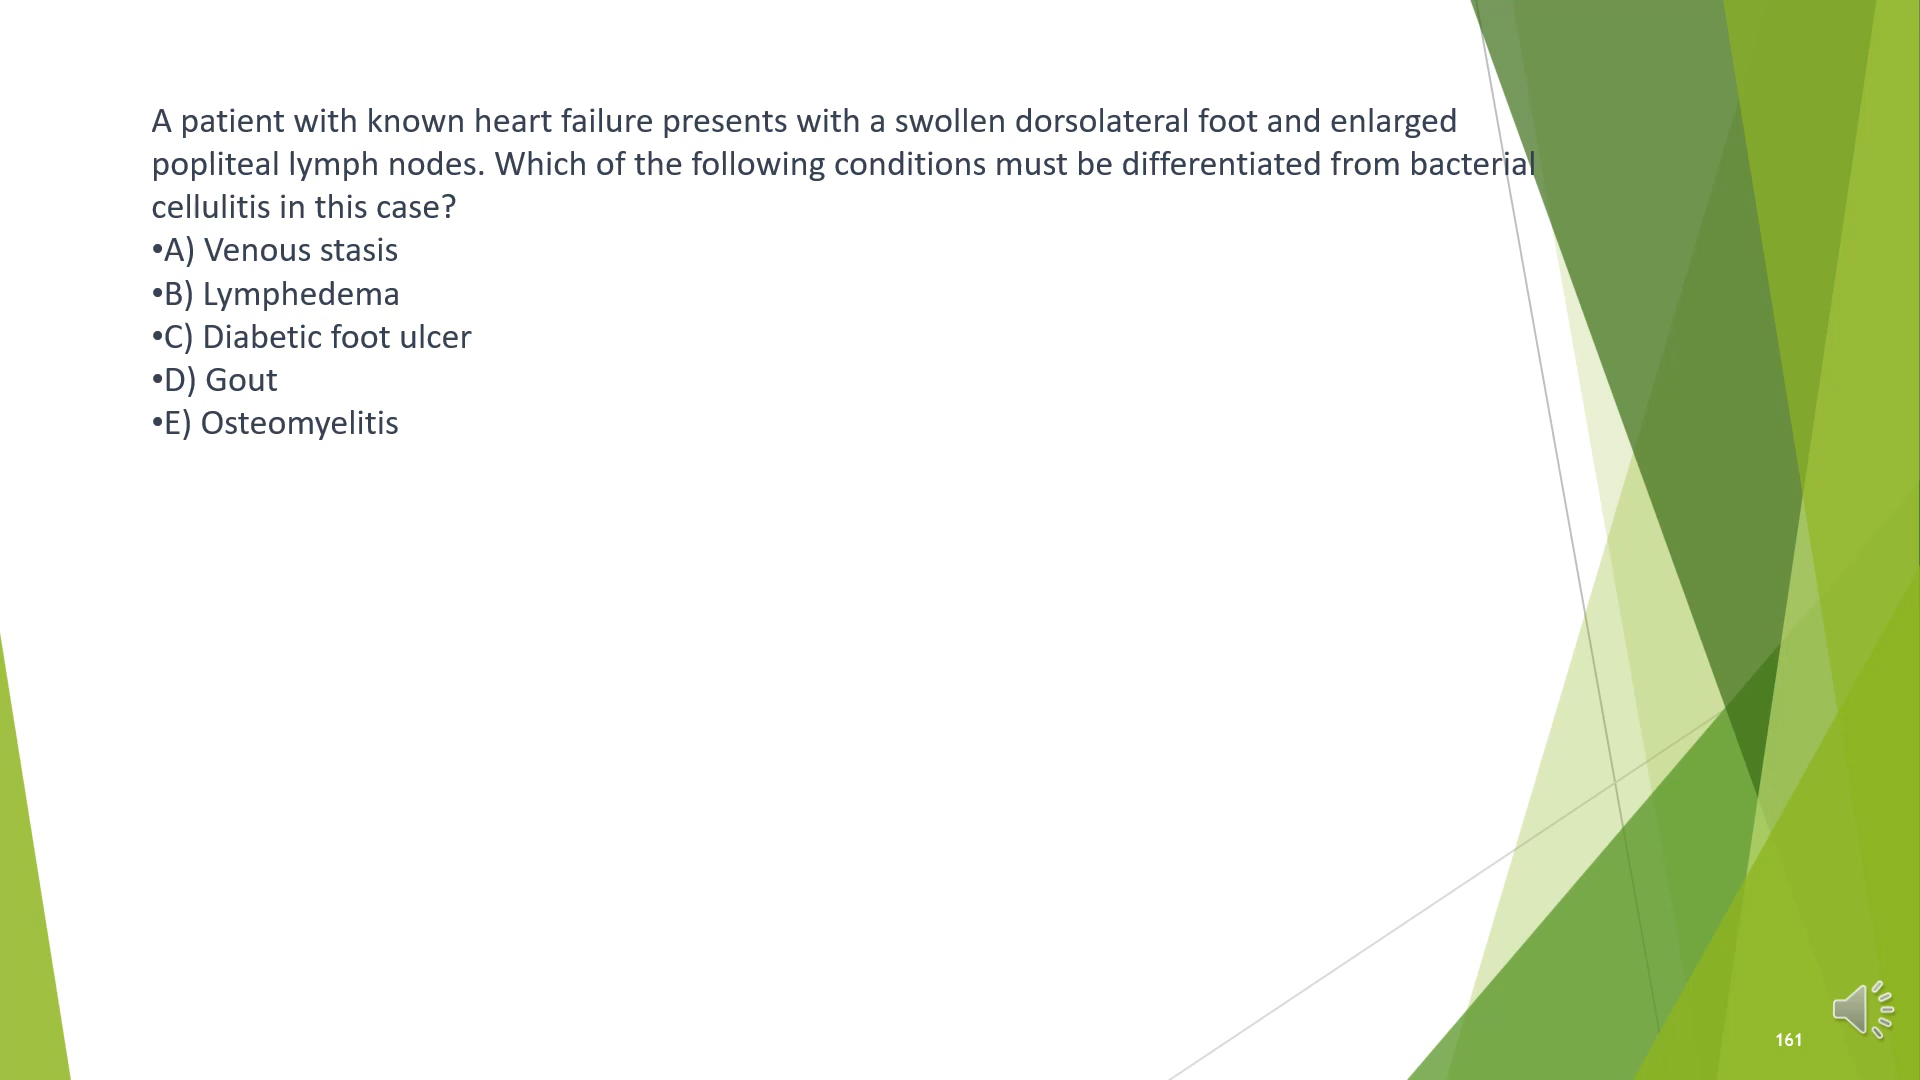 A patient with known heart failure presents with a swollen dorsolateral foot and enlarged
popliteal lymph nodes. Which of the following conditions must be differentiated from bacterial
cellulitis in this case?
•A) Venous stasis
•B) Lymphedema
•C) Diabetic foot ulcer
•D) Gout
•E) Osteomyelitis
161